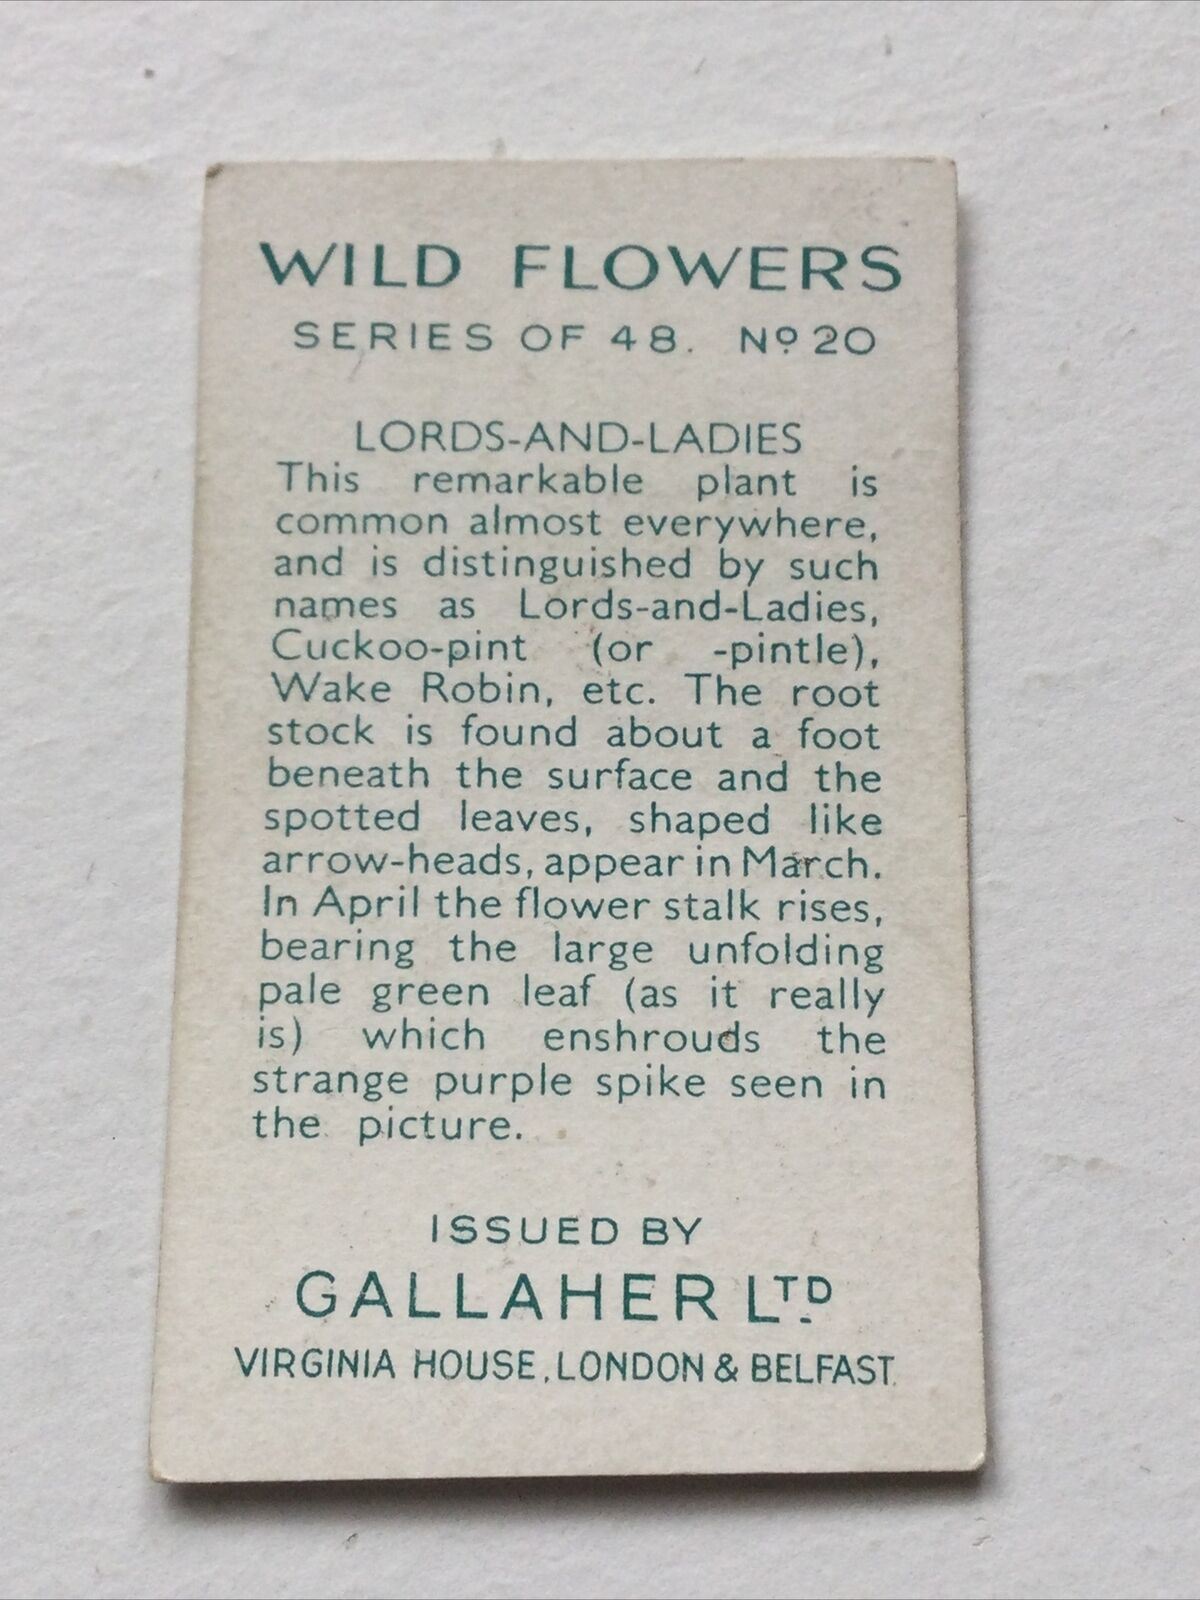 WILD FLOWERS
SERIES OF 48. Nº 20
LORDS-AND-LADIES
This remarkable plant is
common almost everywhere,
and is distinguished by such
names as Lords-and-Ladies,
Cuckoo-pint (or -pintle),
Wake Robin, etc. The root
stock is found about a foot
beneath the surface and the
spotted leaves, shaped like
arrow-heads, appear in March.
In April the flower stalk rises,
bearing the large unfolding
pale green leaf (as it really
is) which enshrouds the
strange purple spike seen in
the picture.
ISSUED BY
GALLAHER LTD
VIRGINIA HOUSE, LONDON & BELFAST.